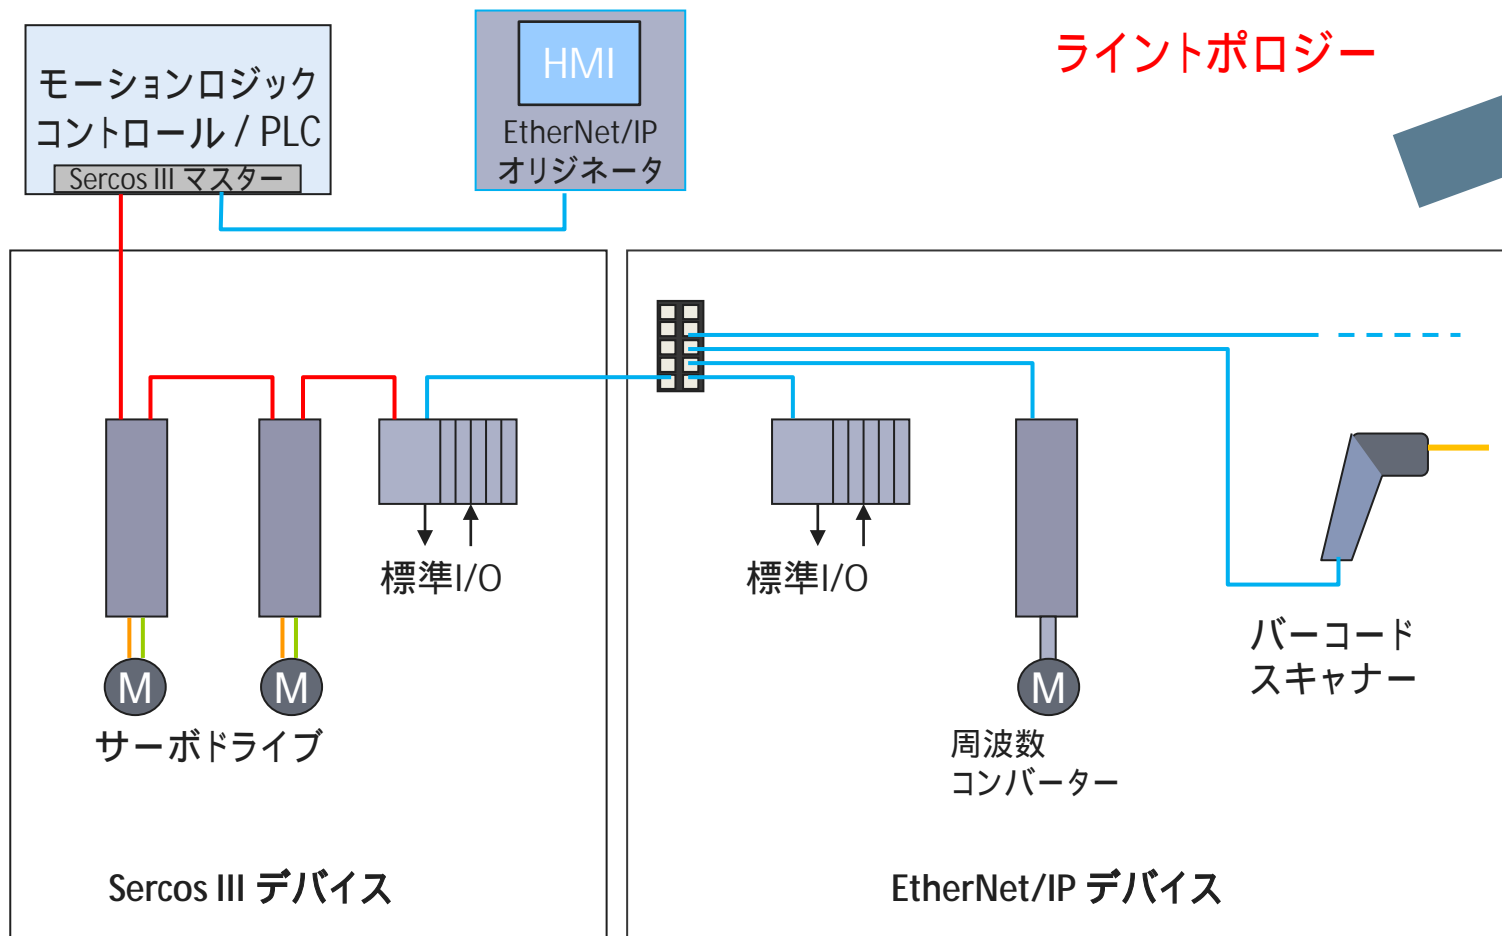 ライントポロジー
モーションロジック
コントロール / PLC
Sercos III マスター
HMI
EtherNet/IP
オリジネータ
標準I/O
標準I/O
M
M
M
サーボドライブ
周波数
コンバーター
バーコード
スキャナー
Sercos III デバイス
EtherNet/IP デバイス